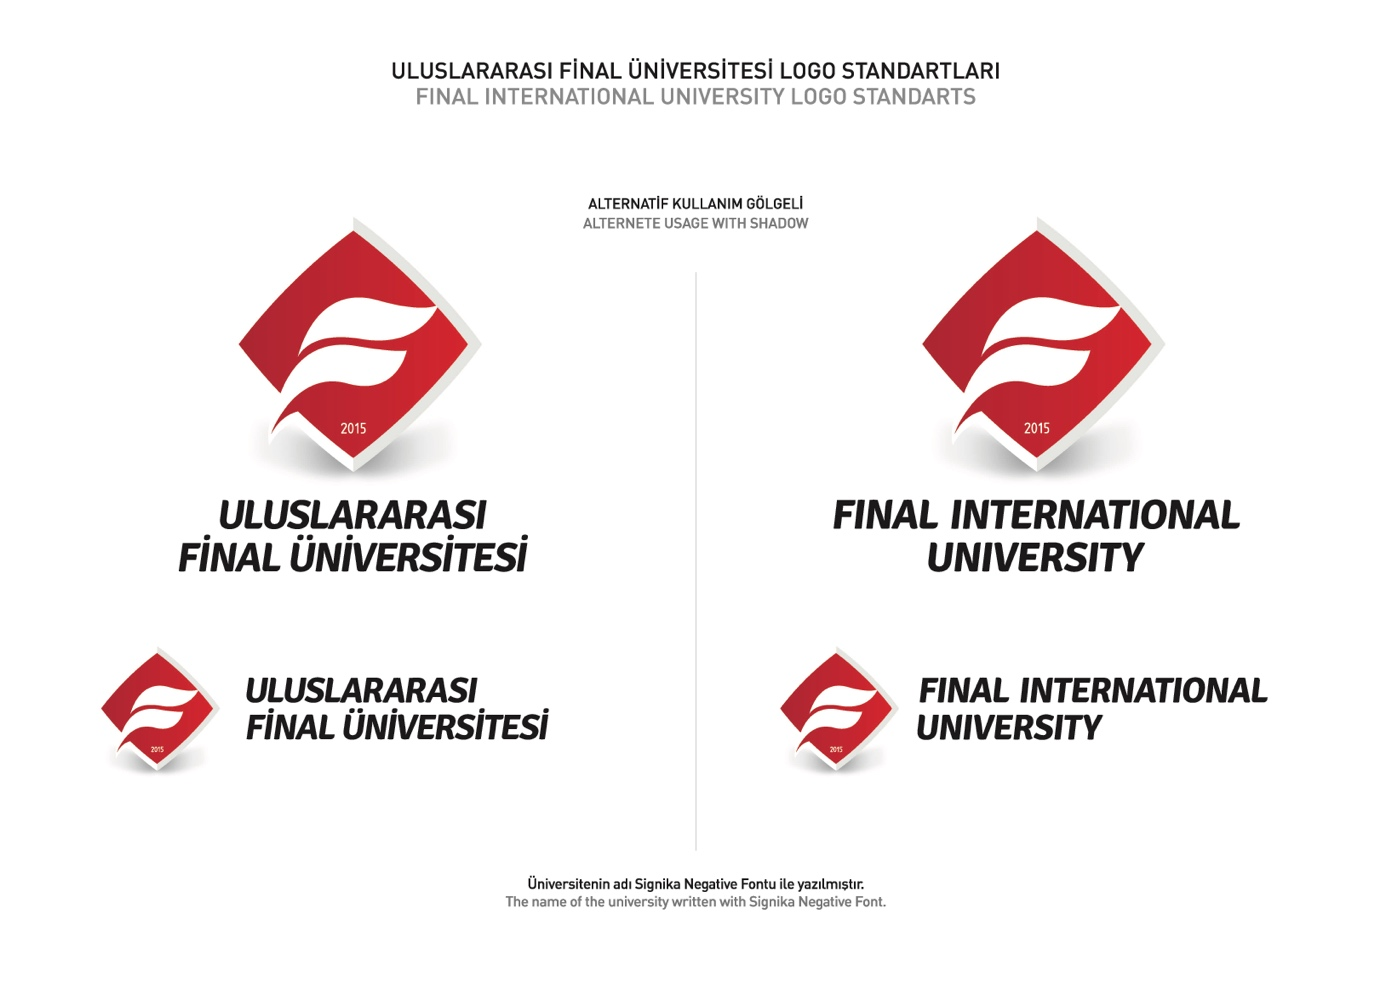 ULUSLARARASI FİNAL ÜNİVERSİTESİ LOGO STANDARTLARI
FINAL INTERNATIONAL UNIVERSITY LOGO STANDARTS
ALTERNATİF KULLANIM GÖLGELİ
ALTERNETE USAGE WITH SHADOW
2015
ULUSLARARASI
FİNAL ÜNİVERSİTESİ
2015
FINAL INTERNATIONAL
UNIVERSITY
2015
ULUSLARARASI
FİNAL ÜNİVERSİTESİ
2015
FINAL INTERNATIONAL
UNIVERSITY
Üniversitenin adı Signika Negative Fontu ile yazılmıştır.
The name of the university written with Signika Negative Font.